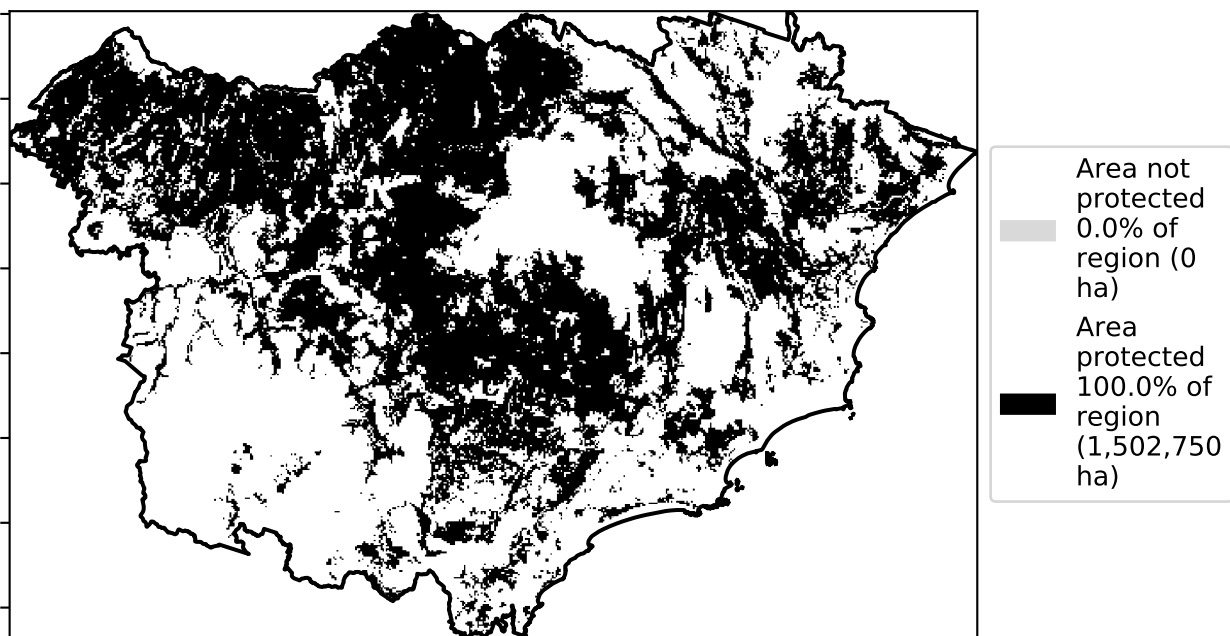 Area not
protected
0.0% of
region (0
ha)
Area
protected
100.0% of
region
(1,502,750
ha)